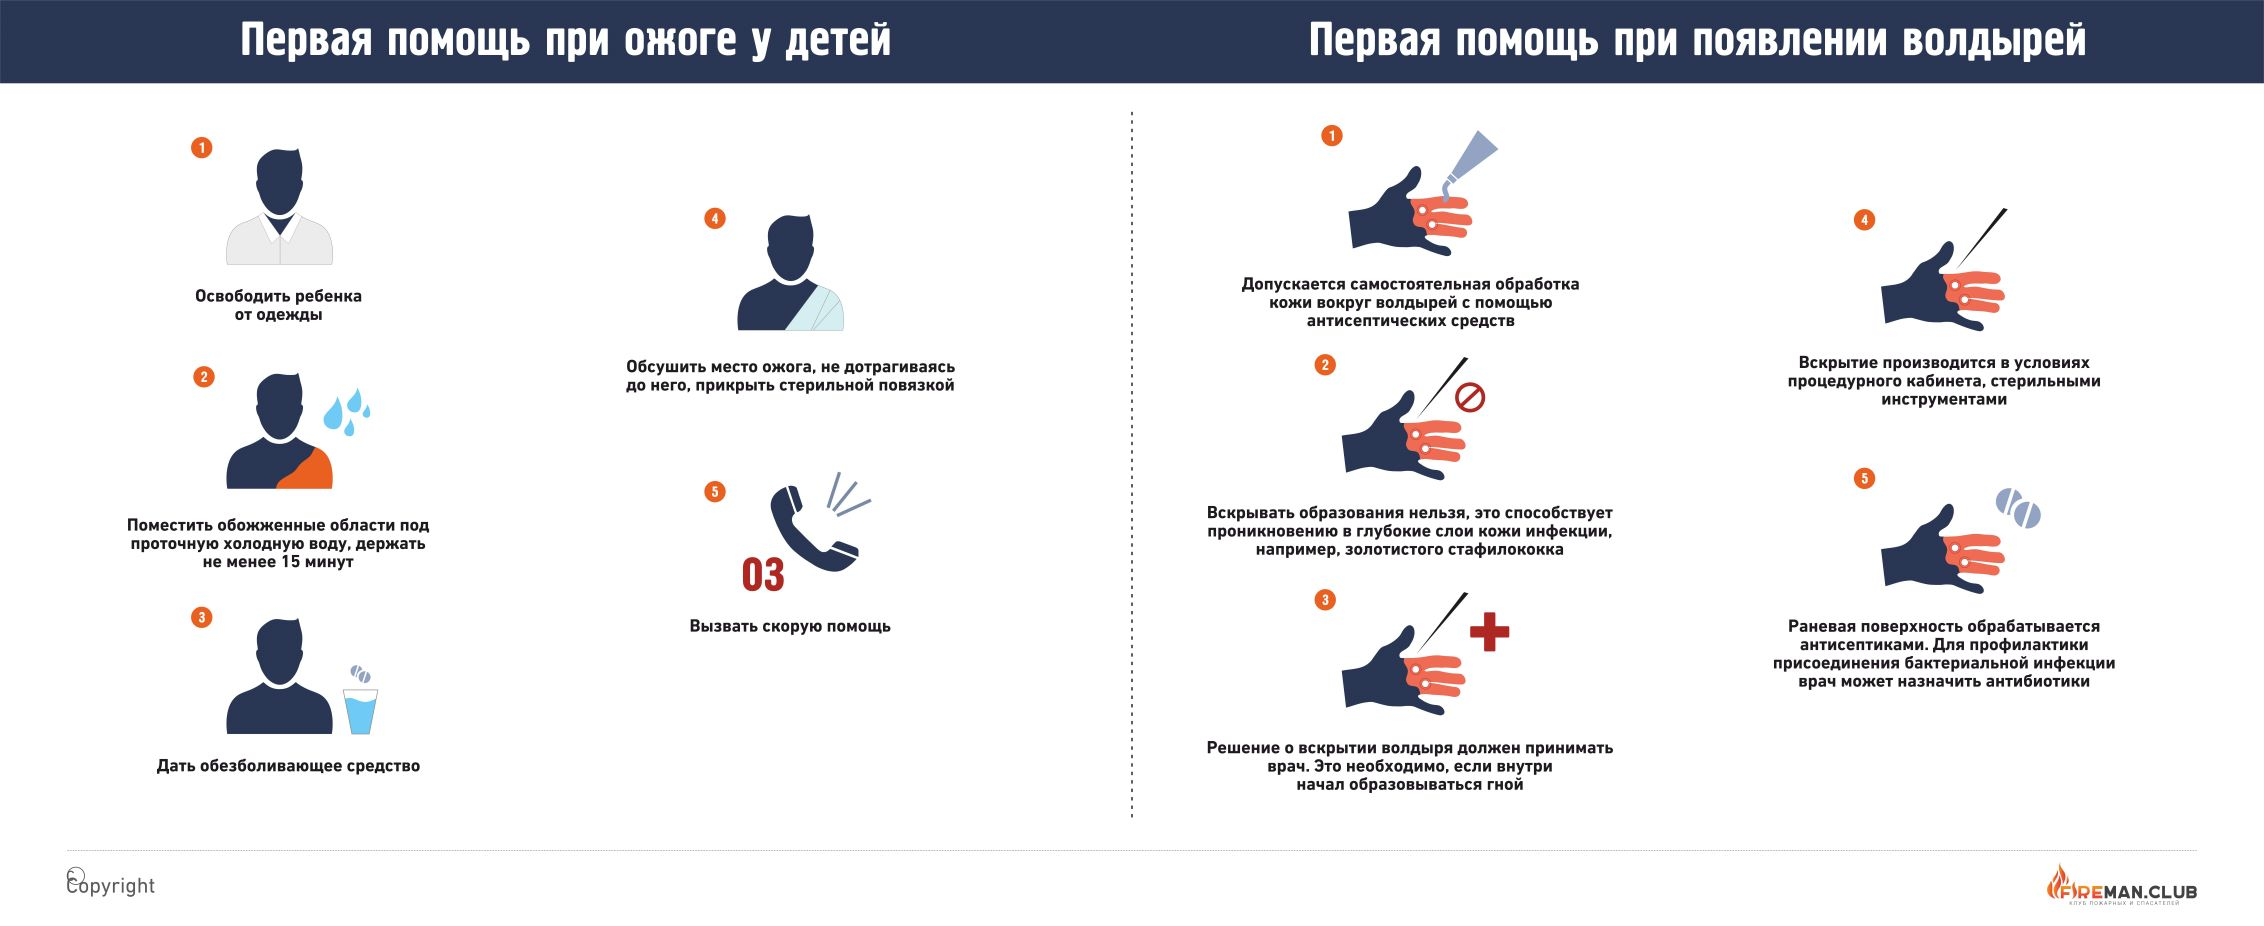 Первая помощь при ожоге у детей
1
Освободить ребенка
от одежды
2
Поместить обожженные области под
проточную холодную воду, держать
не менее 15 минут
3
Дать обезболивающее средство
4
Обсушить место ожога, не дотрагиваясь
до него, прикрыть стерильной повязкой
5
03
Вызвать скорую помощь
Первая помощь при появлении волдырей
1
Допускается самостоятельная обработка
кожи вокруг волдырей с помощью
антисептических средств
2
Вскрывать образования нельзя, это способствует
проникновению в глубокие слои кожи инфекции,
например, золотистого стафилококка
3
Решение о вскрытии волдыря должен принимать
врач. Это необходимо, если внутри
начал образовываться гной
4
Вскрытие производится в условиях
процедурного кабинета, стерильными
инструментами
5
Раневая поверхность обрабатывается
антисептиками. Для профилактики
присоединения бактериальной инфекции
врач может назначить антибиотики
©
Copyright
FIREMAN.CLUB
КЛУБ ПОЖАРНЫХ И СПАСАТЕЛЕЙ